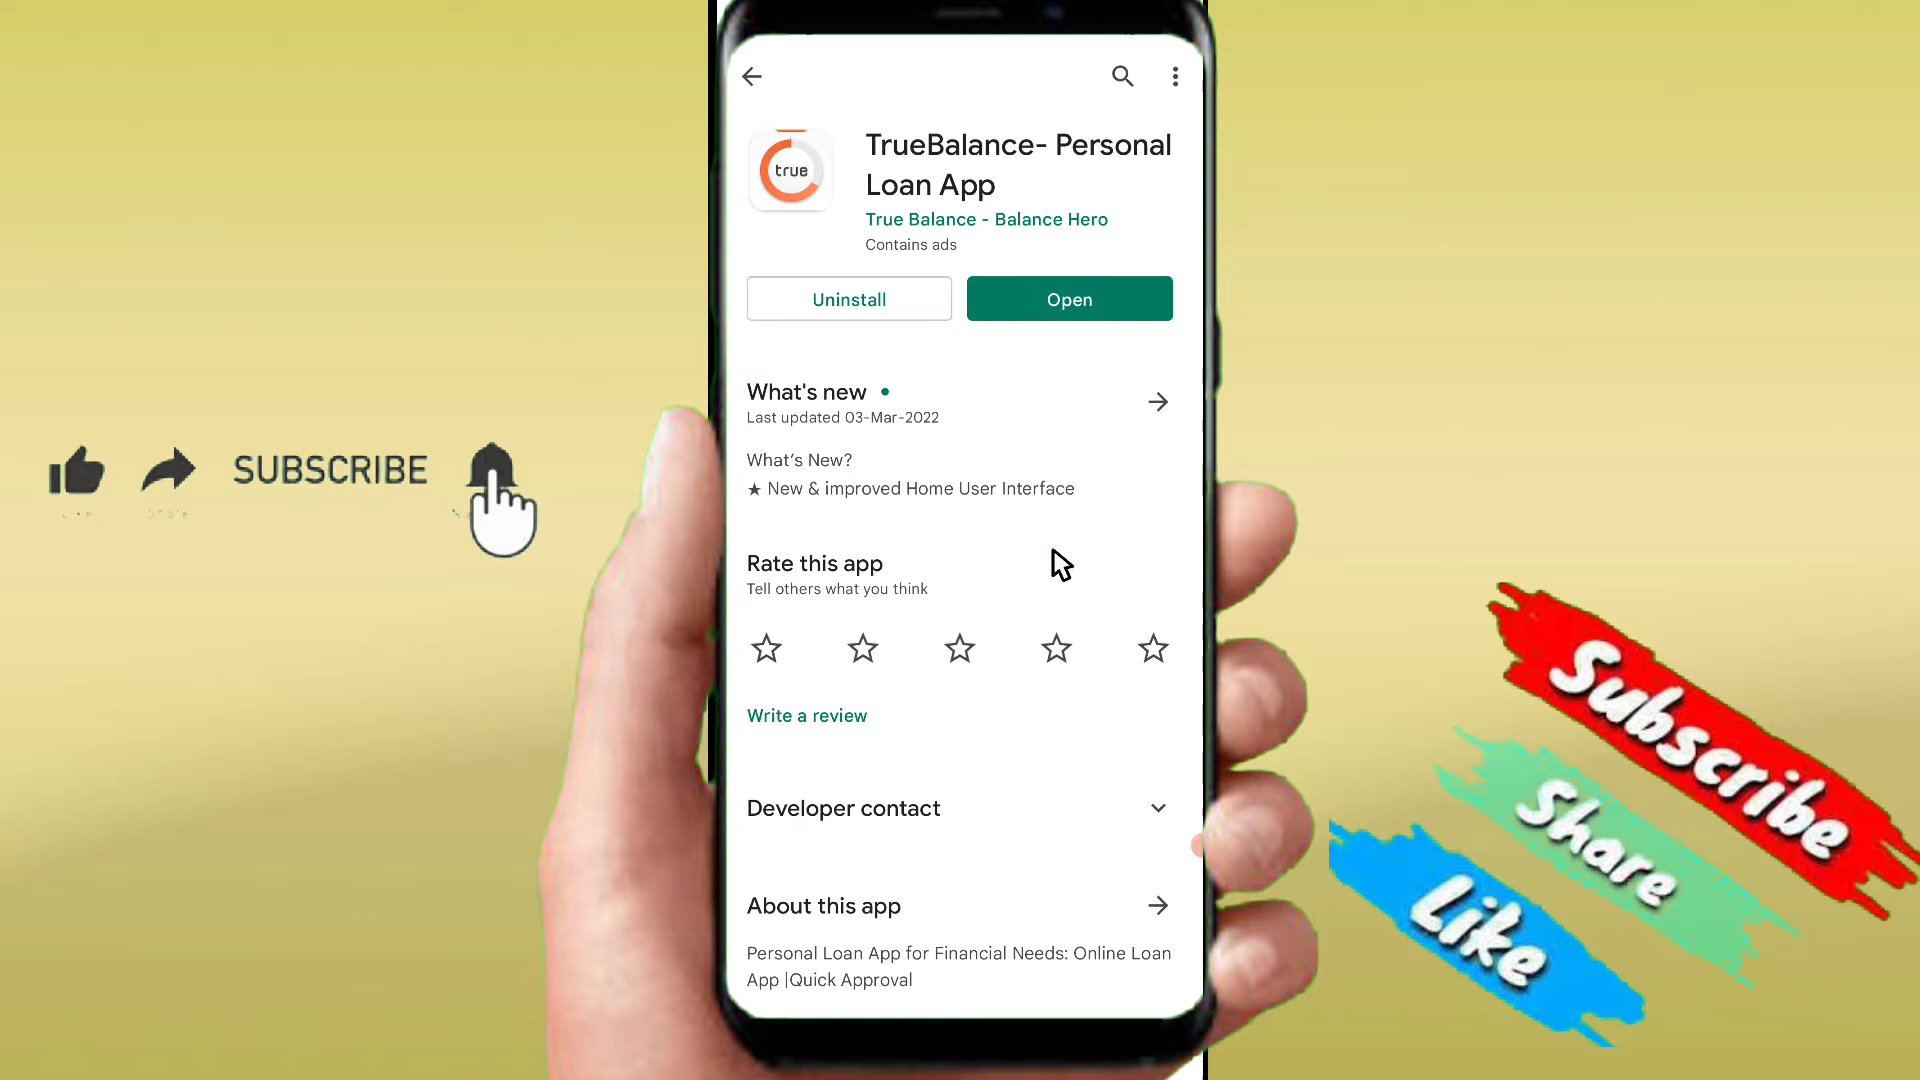 true
TrueBalance- Personal
Loan App
True Balance - Balance Hero
Contains ads
Uninstall
Open
What's new
Last updated 03-Mar-2022
What's New?
★ New & improved Home User Interface
SUBSCRIBE
Rate this app
Tell others what you think
Write a review
Developer contact
About this app
Personal Loan App for Financial Needs: Online Loan
App |Quick Approval
Subscribe
Share
Like